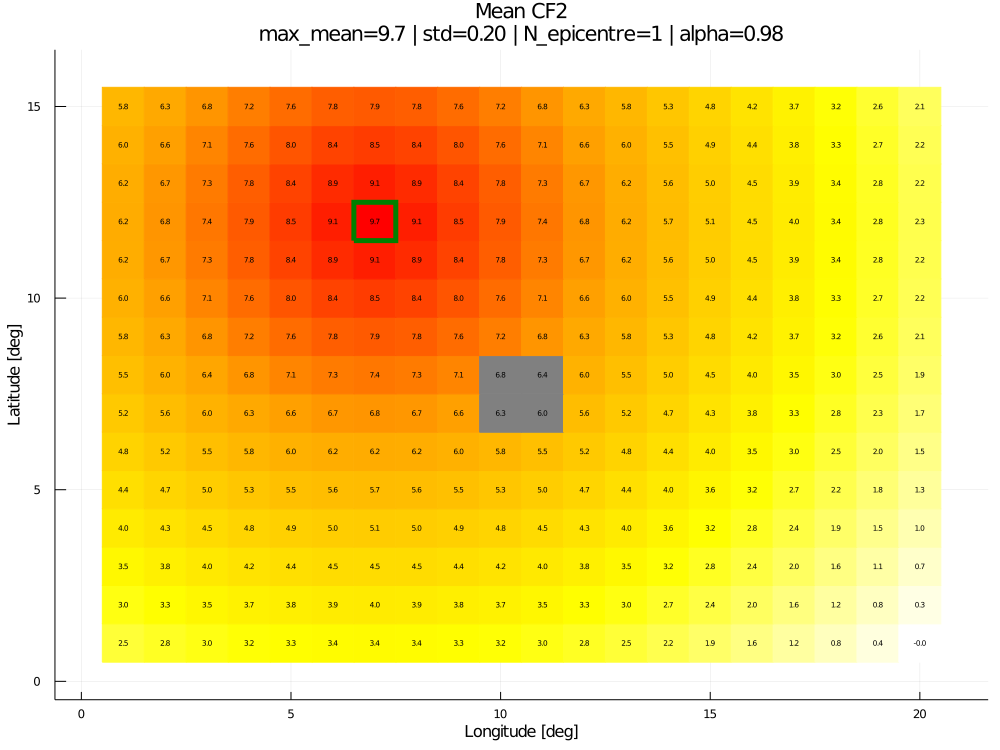 Mean CF2
max_mean=9.7 | std=0.20 | N_epicentre=1 | alpha=0.98
15 5.8 6.3 6.8 7.2 7.6 7.8 7.9 7.8 7.6 7.2 6.8 6.3 5.8 5.3 4.8 4.2 3.7 3.2 2.6 2.1
6.0 6.6 7.1 7.6 8.0 8.4 8.5 8.4 8.0 7.6 7.1 6.6 6.0 5.5 4.9 4.4 3.8 3.3 2.7 2.2
6.2 6.7 7.3 7.8 8.4 8.9 9.1 8.9 8.4 7.8 7.3 6.7 6.2 5.6 5.0 4.5 3.9 3.4 2.8 2.2
6.2 6.8 7.4 7.9 8.5 9.1 9.7 9.1 8.5 7.9 7.4 6.8 6.2 5.7 5.1 4.5 4.0 3.4 2.8 2.3
6.2 6.7 7.3 7.8 8.4 8.9 9.1 8.9 8.4 7.8 7.3 6.7 6.2 5.6 5.0 4.5 3.9 3.4 2.8 2.2
10 6.0 6.6 7.1 7.6 8.0 8.4 8.5 8.4 8.0 7.6 7.1 6.6 6.0 5.5 4.9 4.4 3.8 3.3 2.7 2.2
5.8 6.3 6.8 7.2 7.6 7.8 7.9 7.8 7.6 7.2 6.8 6.3 5.8 5.3 4.8 4.2 3.7 3.2 2.6 2.1
5.5 6.0 6.4 6.8 7.1 7.3 7.4 7.3 7.1 6.8 6.4 6.0 5.5 5.0 4.5 4.0 3.5 3.0 2.5 1.9
5.2 5.6 6.0 6.3 6.6 6.7 6.8 6.7 6.6 6.3 6.0 5.6 5.2 4.7 4.3 3.8 3.3 2.8 2.3 1.7
4.8 5.2 5.5 5.8 6.0 6.2 6.2 6.2 6.0 5.8 5.5 5.2 4.8 4.4 4.0 3.5 3.0 2.5 2.0 1.5
5 4.4 4.7 5.0 5.3 5.5 5.6 5.7 5.6 5.5 5.3 5.0 4.7 4.4 4.0 3.6 3.2 2.7 2.2 1.8 1.3
4.0 4.3 4.5 4.8 4.9 5.0 5.1 5.0 4.9 4.8 4.5 4.3 4.0 3.6 3.2 2.8 2.4 1.9 1.5 1.0
3.5 3.8 4.0 4.2 4.4 4.5 4.5 4.5 4.4 4.2 4.0 3.8 3.5 3.2 2.8 2.4 2.0 1.6 1.1 0.7
3.0 3.3 3.5 3.7 3.8 3.9 4.0 3.9 3.8 3.7 3.5 3.3 3.0 2.7 2.4 2.0 1.6 1.2 0.8 0.3
2.5 2.8 3.0 3.2 3.3 3.4 3.4 3.4 3.3 3.2 3.0 2.8 2.5 2.2 1.9 1.6 1.2 0.8 0.4 -0.0
0
0 5 10 15 20
Longitude [deg]
Latitude [deg]